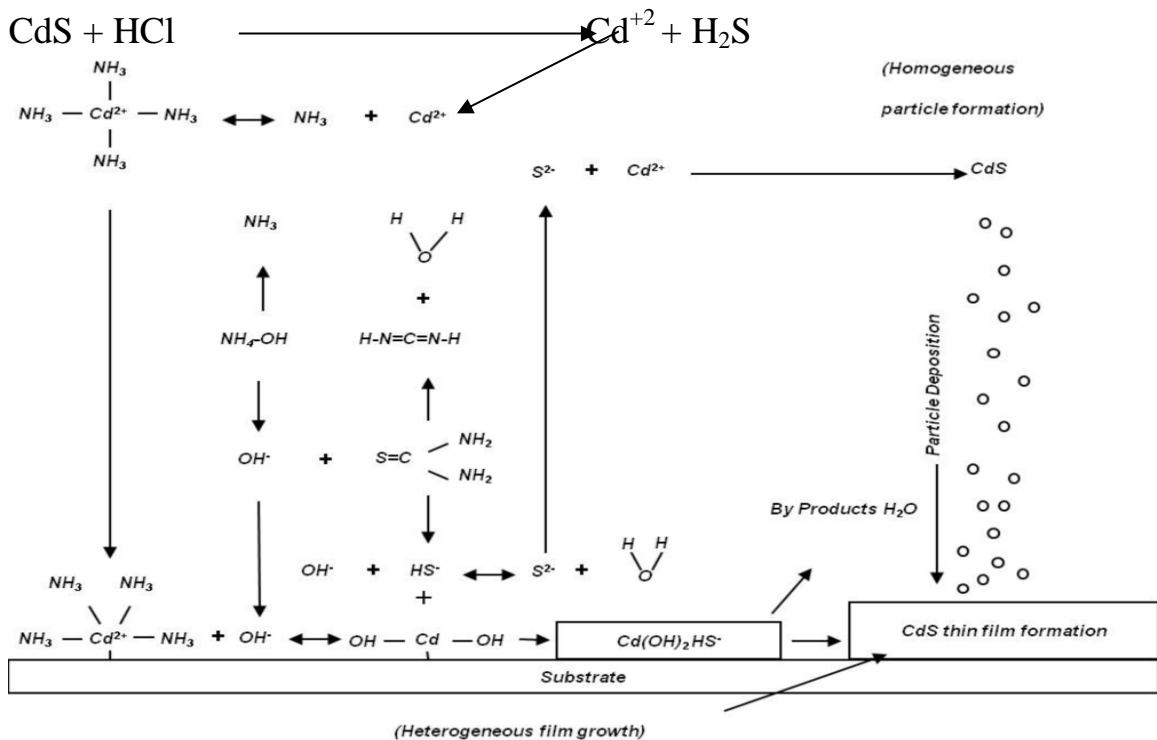 CdS + HCl Cd⁺² + H₂S
NH₃
(Homogeneous
particle formation)
NH₃ — Cd²⁺ — NH₃ ↔ NH₃ + Cd²⁺
NH₃
S²⁻ + Cd²⁺ → CdS
NH₃
H H
O
+
NH₄-OH
H-N=C=N-H
Particle Deposition
OH⁻ + S=C
NH₂
NH₂
By Products H₂O
OH⁻ + HS⁻ ↔ S²⁻ +
H H
O
+
NH₃ NH₃
NH₃ — Cd²⁺ — NH₃ + OH⁻ ↔ OH — Cd — OH → Cd(OH)₂HS⁻ → CdS thin film formation
Substrate
(Heterogeneous film growth)